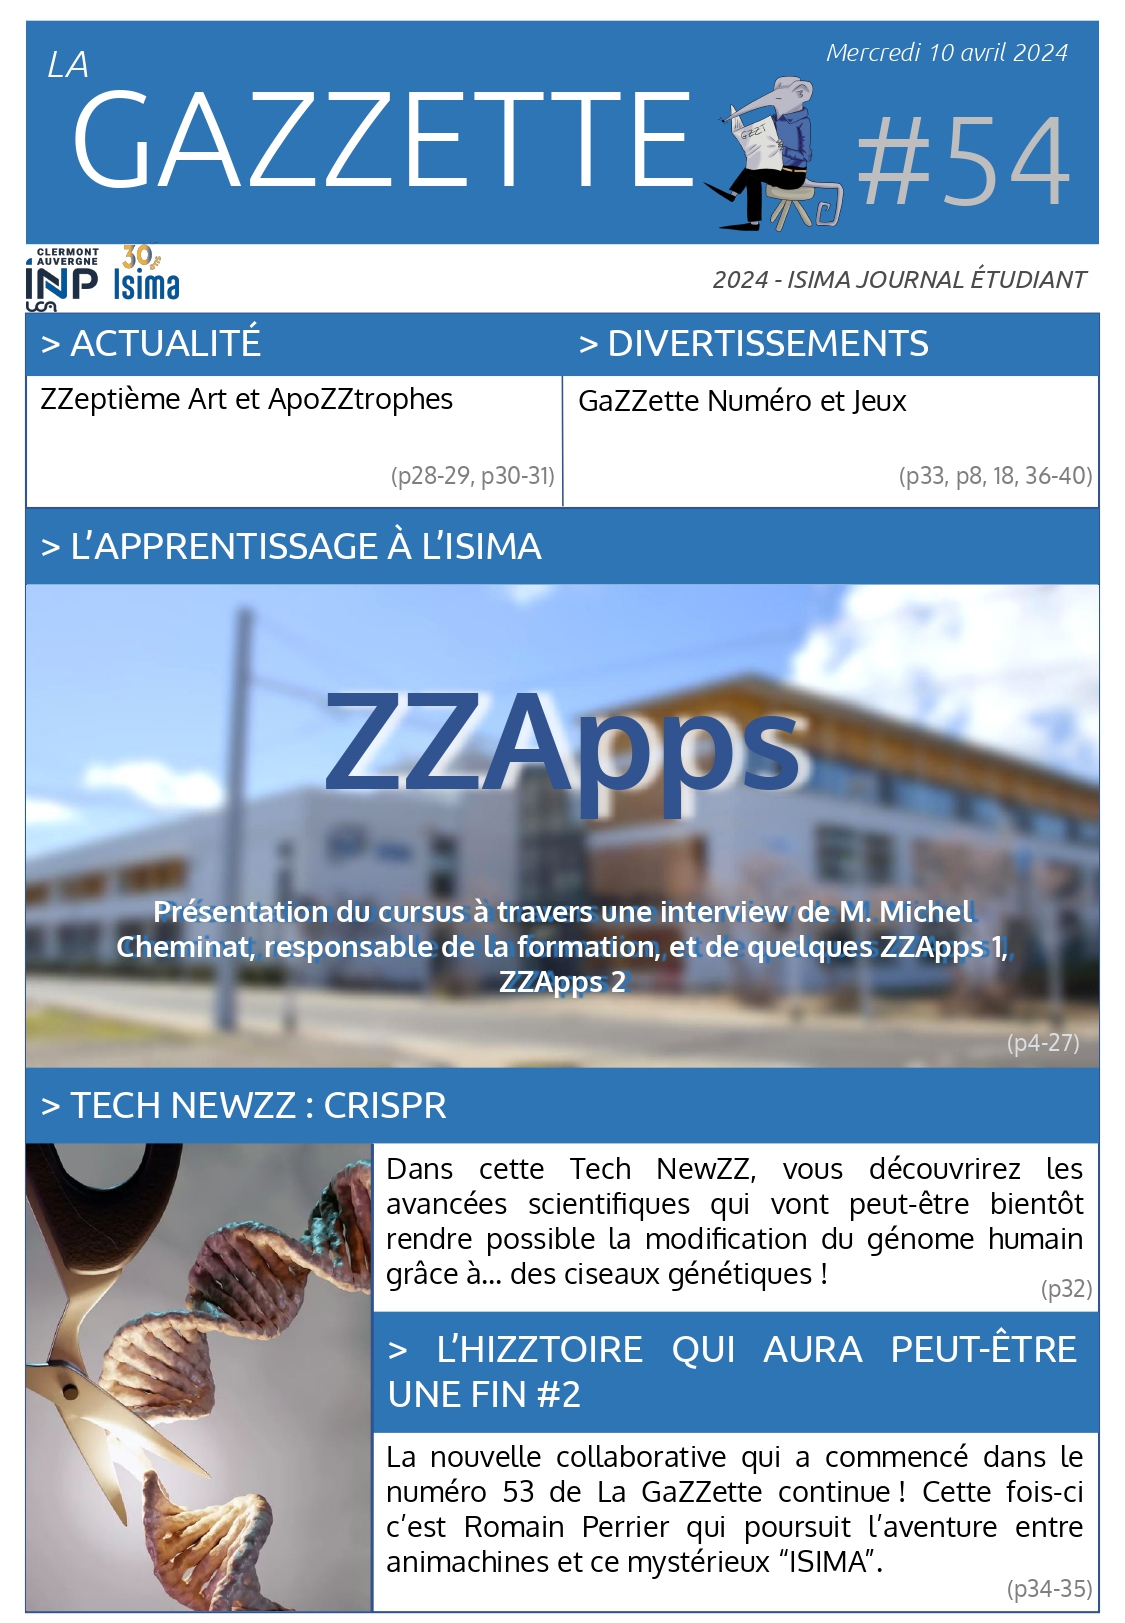 LA
Mercredi 10 avril 2024
GAZZETTE
GZZT
#54
CLERMONT
AUVERGNE
INP
UCA
30 ans
Isima
2024 - ISIMA JOURNAL ÉTUDIANT
> ACTUALITÉ
ZZeptième Art et ApoZZtrophes
(p28-29, p30-31)
> DIVERTISSEMENTS
GaZZette Numéro et Jeux
(p33, p8, 18, 36-40)
> L’APPRENTISSAGE À L’ISIMA
ZZApps
Présentation du cursus à travers une interview de M. Michel
Cheminat, responsable de la formation, et de quelques ZZApps 1,
ZZApps 2
(p4-27)
> TECH NEWZZ : CRISPR
Dans cette Tech NewZZ, vous découvrirez les
avancées scientifiques qui vont peut-être bientôt
rendre possible la modification du génome humain
grâce à... des ciseaux génétiques !
(p32)
> L’HIZZTOIRE QUI AURA PEUT-ÊTRE
UNE FIN #2
La nouvelle collaborative qui a commencé dans le
numéro 53 de La GaZZette continue ! Cette fois-ci
c’est Romain Perrier qui poursuit l’aventure entre
animachines et ce mystérieux “ISIMA”.
(p34-35)